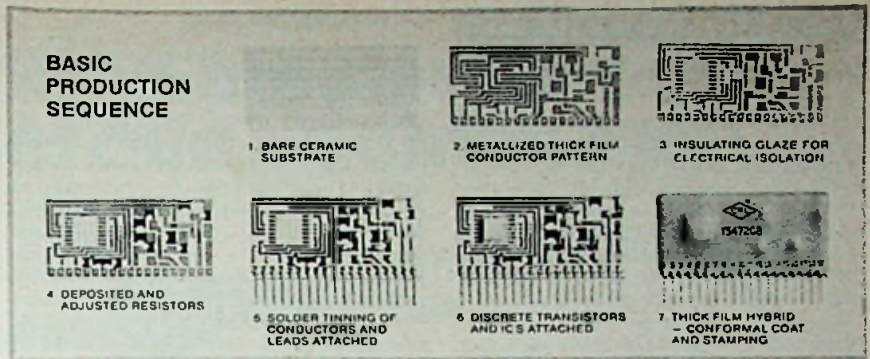 BASIC
PRODUCTION
SEQUENCE
1. BARE CERAMIC
SUBSTRATE
2. METALLIZED THICK FILM
CONDUCTOR PATTERN
3. INSULATING GLAZE FOR
ELECTRICAL ISOLATION
4. DEPOSITED AND
ADJUSTED RESISTORS
5. SOLDER TINNING OF
CONDUCTORS AND
LEADS ATTACHED
6. DISCRETE TRANSISTORS
AND ICS ATTACHED
7. THICK FILM HYBRID
– CONFORMAL COAT
AND STAMPING